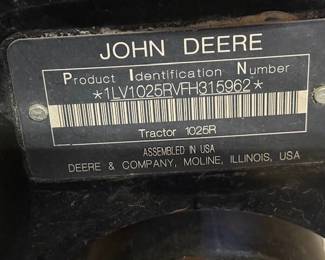 JOHN DEERE
Product Identification Number
*1LV1025RVFH315962*
Tractor 1025R
ASSEMBLED IN USA
DEERE & COMPANY, MOLINE, ILLINOIS, USA